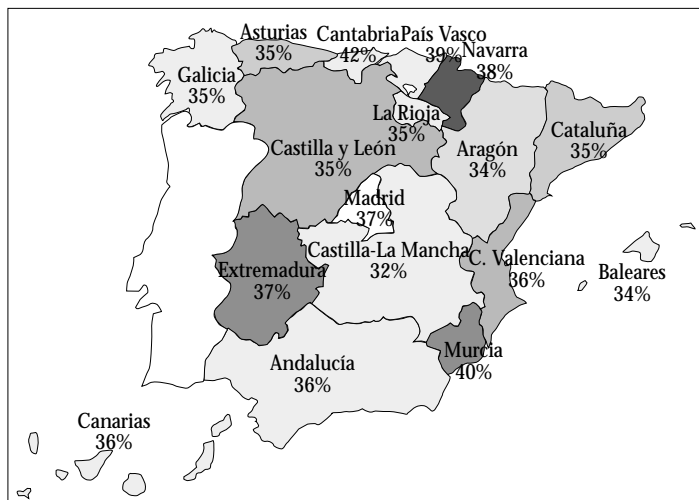 Asturias
35%
Cantabria
42%
País Vasco
39%
Navarra
38%
Galicia
35%
La Rioja
35%
Cataluña
35%
Castilla y León
35%
Aragón
34%
Madrid
37%
Castilla-La Mancha
32%
C. Valenciana
36%
Extremadura
37%
Baleares
34%
Murcia
40%
Andalucía
36%
Canarias
36%